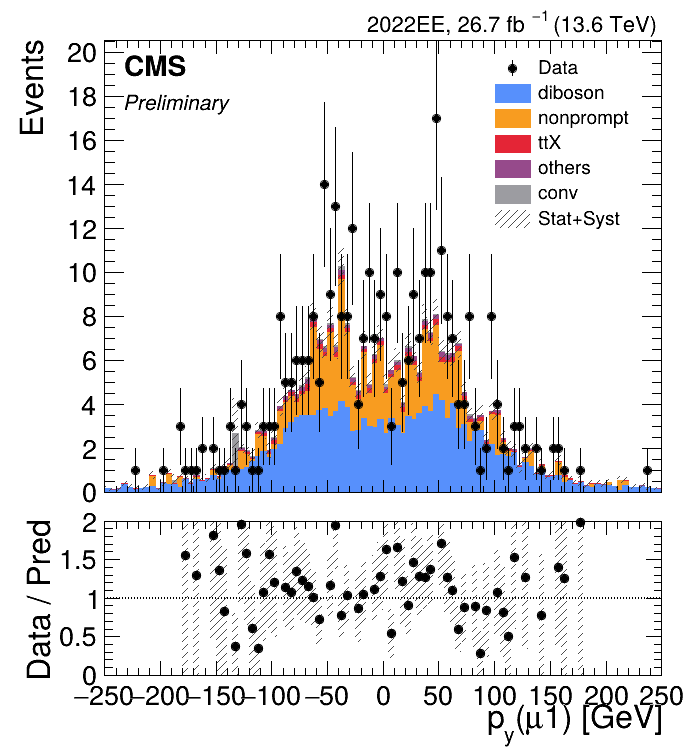 2022EE, 26.7 fb⁻¹ (13.6 TeV)
CMS
Preliminary
Events
20
18
16
14
12
10
8
6
4
2
0
Data
diboson
nonprompt
ttX
others
conv
Stat+Syst
Data / Pred
2
1.5
1
0.5
0
−250 −200 −150 −100 −50 0 50 100 150 200 250
p_y(μ1) [GeV]